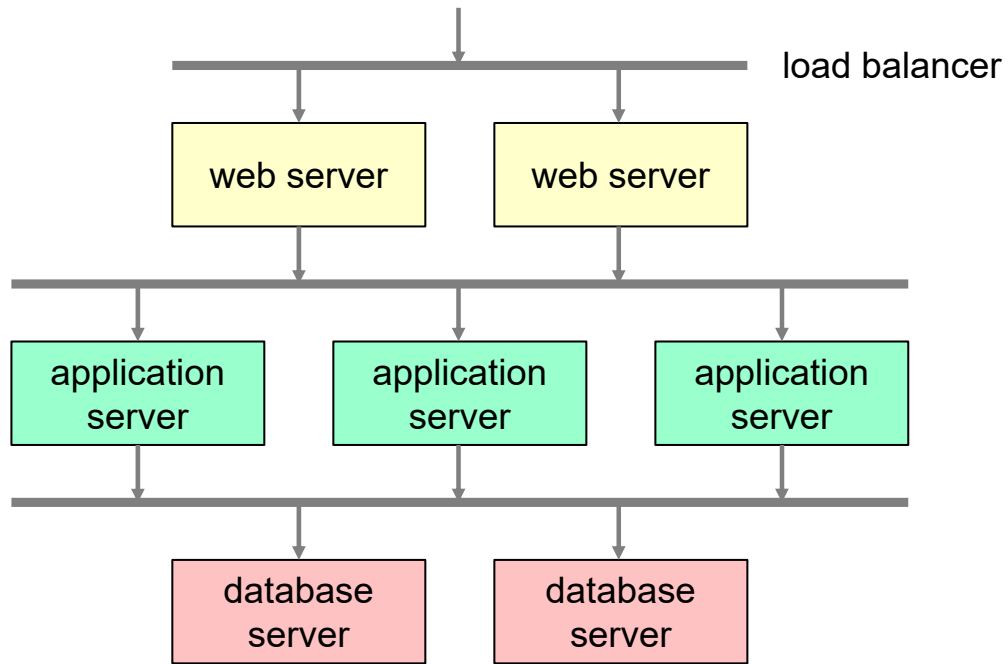 load balancer
web server
web server
application
server
application
server
application
server
database
server
database
server